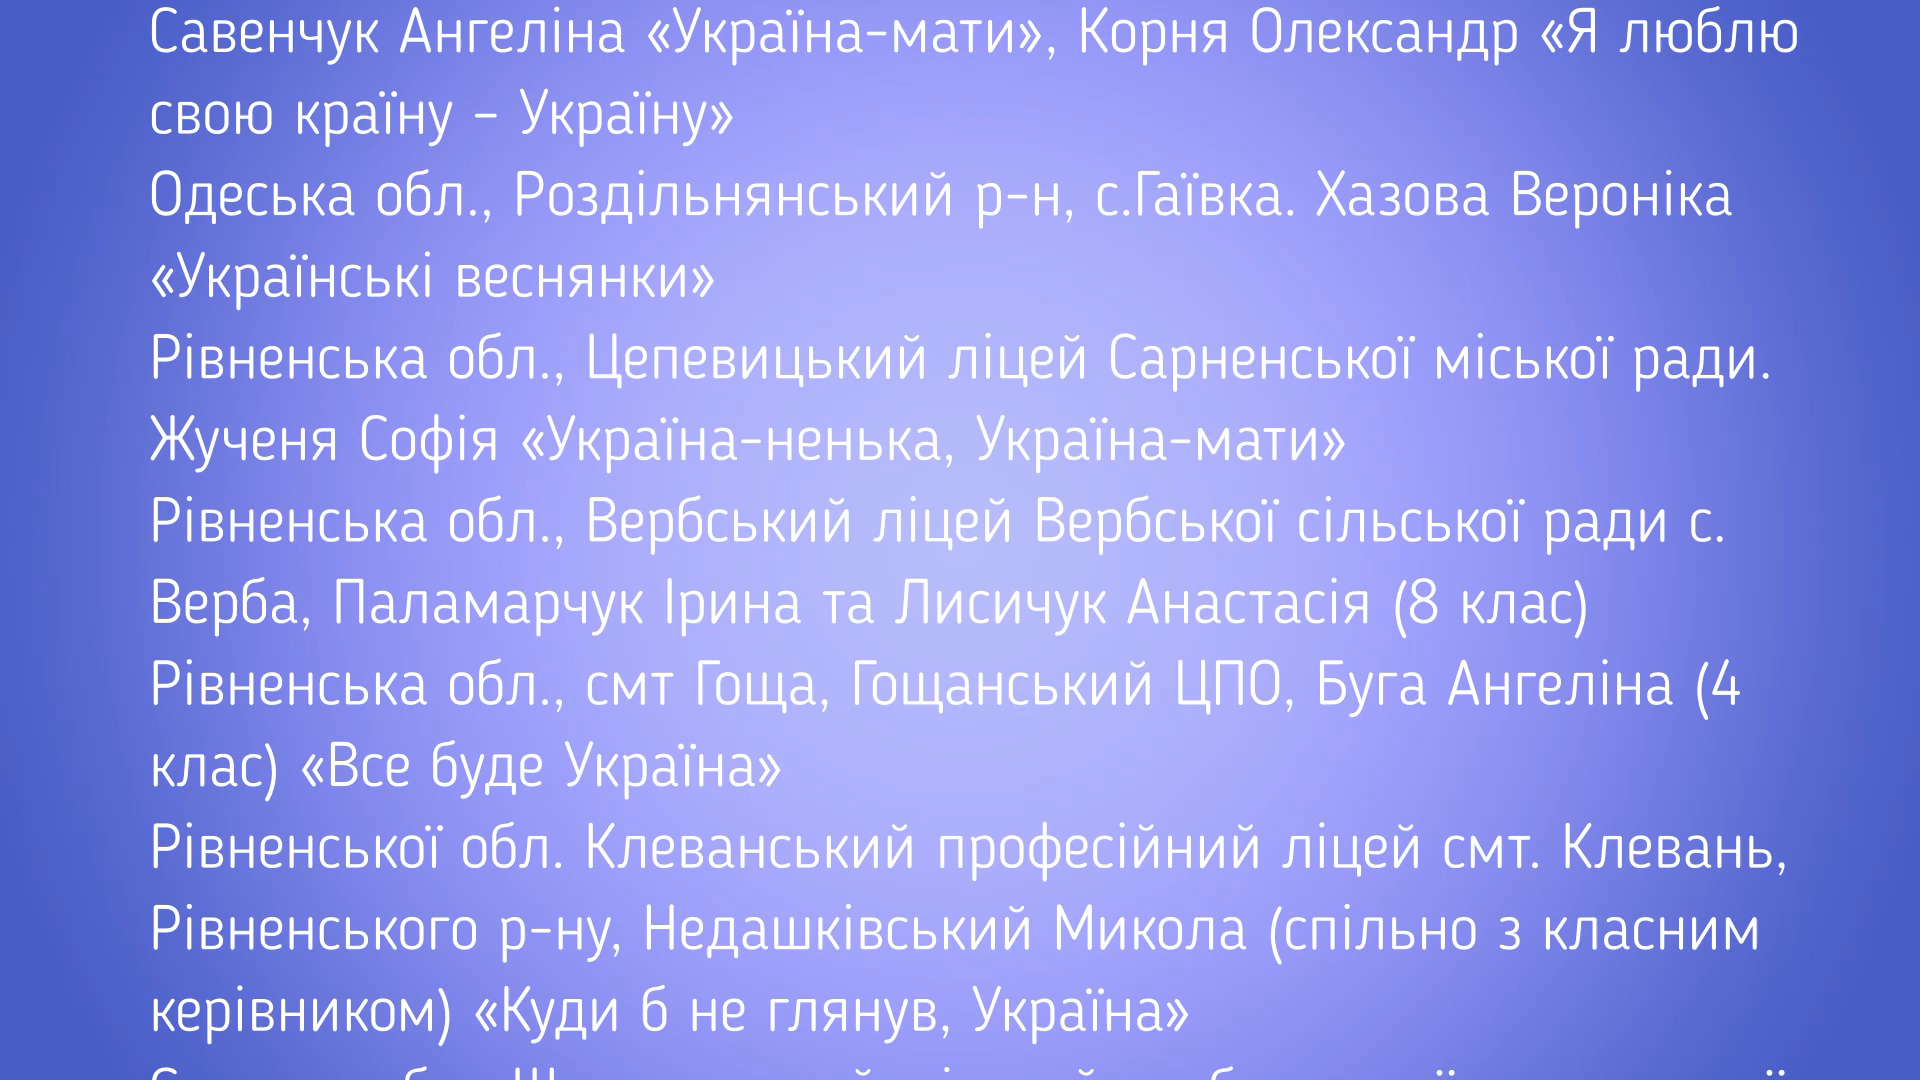 Савенчук Ангеліна «Україна-мати», Корня Олександр «Я люблю
свою країну - Україну»
Одеська обл., Роздільнянський р-н, с.Гаївка. Хазова Вероніка
«Українські веснянки»
Рівненська обл., Цепевицький ліцей Сарненської міської ради.
Жученя Софія «Україна-ненька, Україна-мати»
Рівненська обл., Вербський ліцей Вербської сільської ради с.
Верба, Паламарчук Ірина та Лисичук Анастасія (8 клас)
Рівненська обл., смт Гоща, Гощанський ЦПО, Буга Ангеліна (4
клас) «Все буде Україна»
Рівненської обл. Клеванський професійний ліцей смт. Клевань,
Рівненського р-ну, Недашківський Микола (спільно з класним
керівником) «Куди б не глянув, Україна»